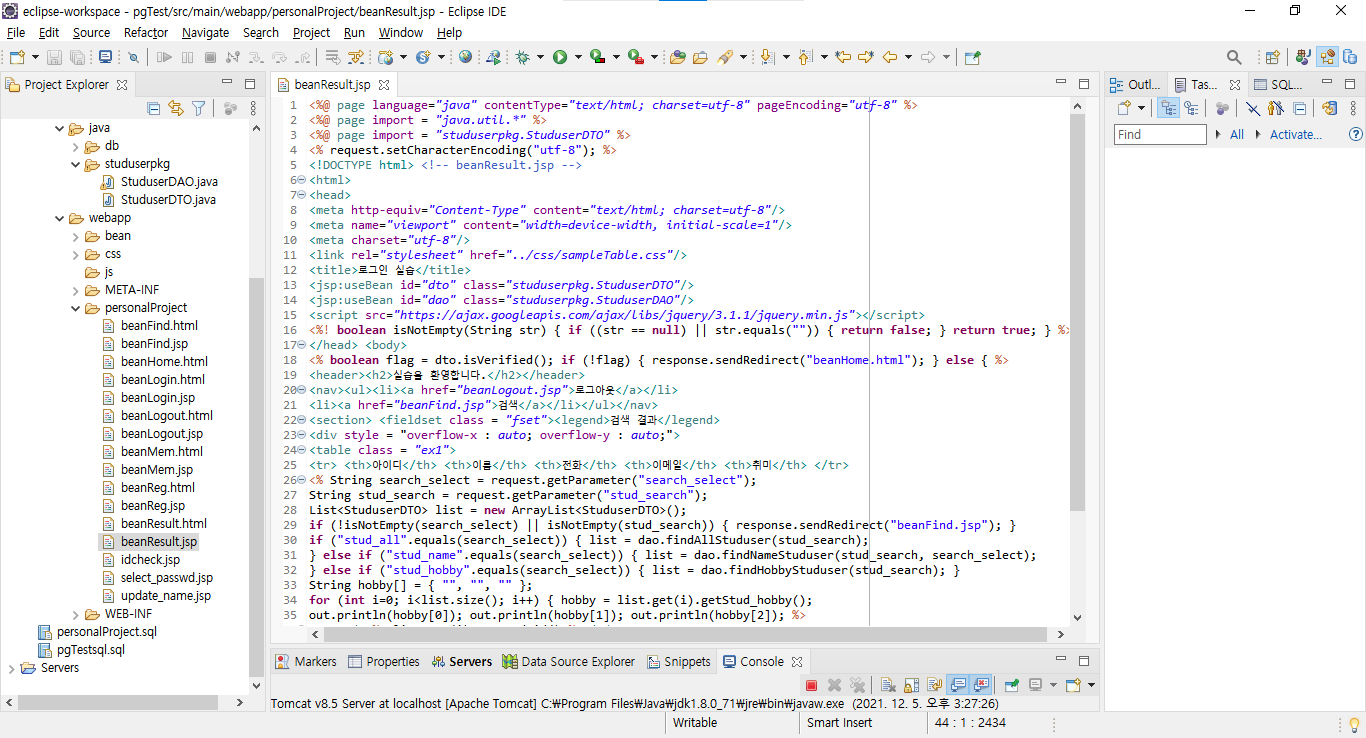 eclipse-workspace - pgTest/src/main/webapp/personalProject/beanResult.jsp - Eclipse IDE
File Edit Source Refactor Navigate Search Project Run Window Help
Project Explorer
java
db
studuserpkg
StuduserDAO.java
StuduserDTO.java
webapp
bean
css
js
META-INF
personalProject
beanFind.html
beanFind.jsp
beanHome.html
beanLogin.html
beanLogin.jsp
beanLogout.html
beanLogout.jsp
beanMem.html
beanMem.jsp
beanReg.html
beanReg.jsp
beanResult.html
beanResult.jsp
idcheck.jsp
select_passwd.jsp
update_name.jsp
WEB-INF
personalProject.sql
pgTestsql.sql
Servers
beanResult.jsp
1 <%@ page language="java" contentType="text/html; charset=utf-8" pageEncoding="utf-8" %>
2 <%@ page import = "java.util.*" %>
3 <%@ page import = "studuserpkg.StuduserDTO" %>
4 <% request.setCharacterEncoding("utf-8"); %>
5 <!DOCTYPE html> <!-- beanResult.jsp -->
6 <html>
7 <head>
8 <meta http-equiv="Content-Type" content="text/html; charset=utf-8"/>
9 <meta name="viewport" content="width=device-width, initial-scale=1"/>
10 <meta charset="utf-8"/>
11 <link rel="stylesheet" href="../css/sampleTable.css"/>
12 <title>로그인 실습</title>
13 <jsp:useBean id="dto" class="studuserpkg.StuduserDTO"/>
14 <jsp:useBean id="dao" class="studuserpkg.StuduserDAO"/>
15 <script src="https://ajax.googleapis.com/ajax/libs/jquery/3.1.1/jquery.min.js"></script>
16 <%! boolean isNotEmpty(String str) { if ((str == null) || str.equals("")) { return false; } return true; } %>
17 </head> <body>
18 <% boolean flag = dto.isVerified(); if (!flag) { response.sendRedirect("beanHome.html"); } else { %>
19 <header><h2>실습을 환영합니다.</h2></header>
20 <nav><ul><li><a href="beanLogout.jsp">로그아웃</a></li>
21 <li><a href="beanFind.jsp">검색</a></li></ul></nav>
22 <section> <fieldset class = "fset"><legend>검색 결과</legend>
23 <div style = "overflow-x : auto; overflow-y : auto;">
24 <table class = "ex1">
25 <tr> <th>아이디</th> <th>이름</th> <th>전화</th> <th>이메일</th> <th>취미</th> </tr>
26 <% String search_select = request.getParameter("search_select");
27 String stud_search = request.getParameter("stud_search");
28 List<StuduserDTO> list = new ArrayList<StuduserDTO>();
29 if (!isNotEmpty(search_select) || isNotEmpty(stud_search)) { response.sendRedirect("beanFind.jsp"); }
30 if ("stud_all".equals(search_select)) { list = dao.findAllStuduser(stud_search);
31 } else if ("stud_name".equals(search_select)) { list = dao.findNameStuduser(stud_search, search_select);
32 } else if ("stud_hobby".equals(search_select)) { list = dao.findHobbyStuduser(stud_search); }
33 String hobby[] = { "", "", "" };
34 for (int i=0; i<list.size(); i++) { hobby = list.get(i).getStud_hobby();
35 out.println(hobby[0]); out.println(hobby[1]); out.println(hobby[2]); %>
Outl... Tas... SQL...
Find All Activate...
Markers Properties Servers Data Source Explorer Snippets Console
Tomcat v8.5 Server at localhost [Apache Tomcat] C:₩Program Files₩Java₩jdk1.8.0_71₩jre₩bin₩javaw.exe (2021. 12. 5. 오후 3:27:26)
Writable Smart Insert 44 : 1 : 2434